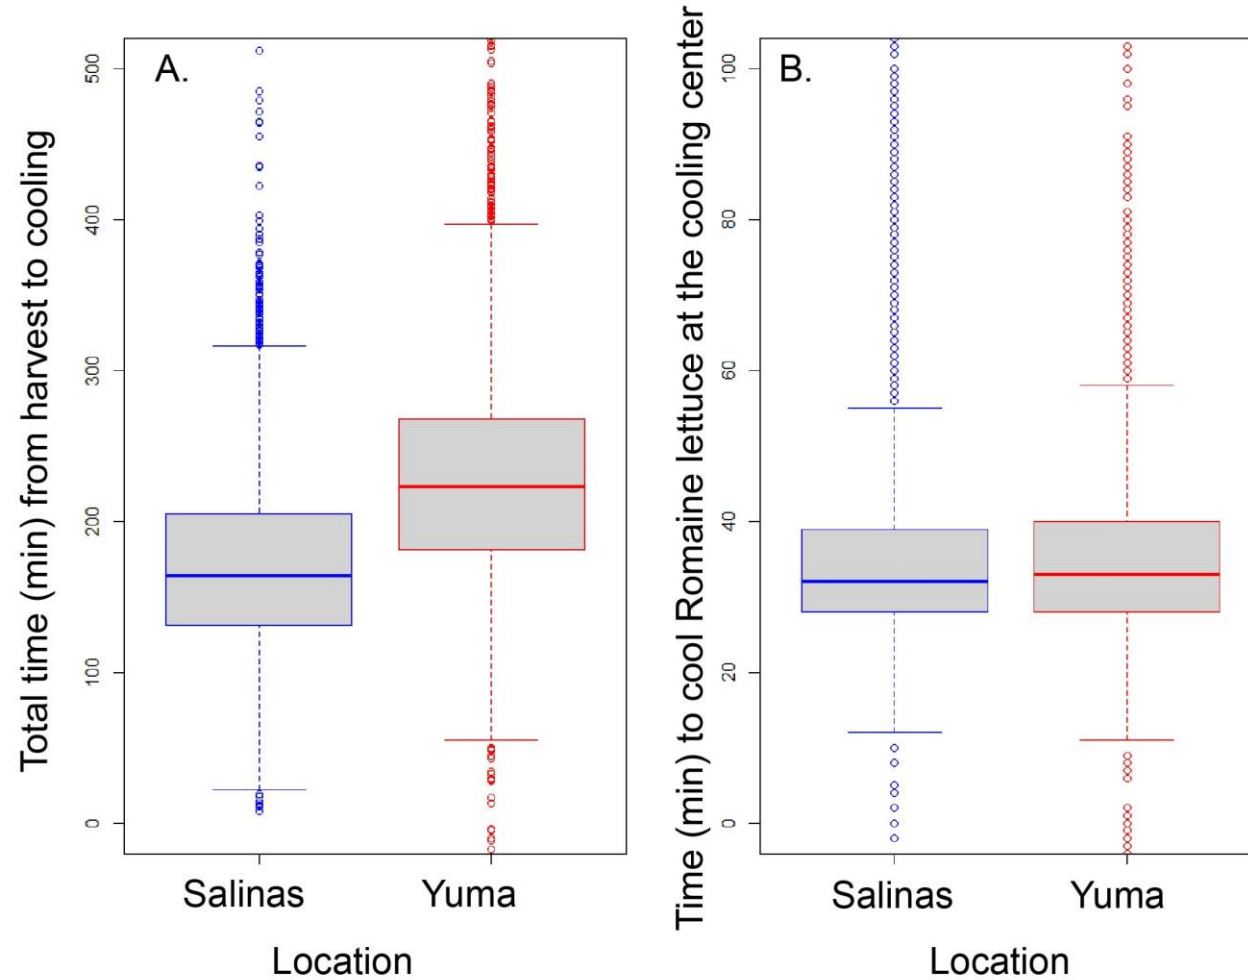 Total time (min) from harvest to cooling
500
400
300
200
100
0
A.
Salinas
Yuma
Location
Time (min) to cool Romaine lettuce at the cooling center
100
80
60
40
20
0
B.
Salinas
Yuma
Location